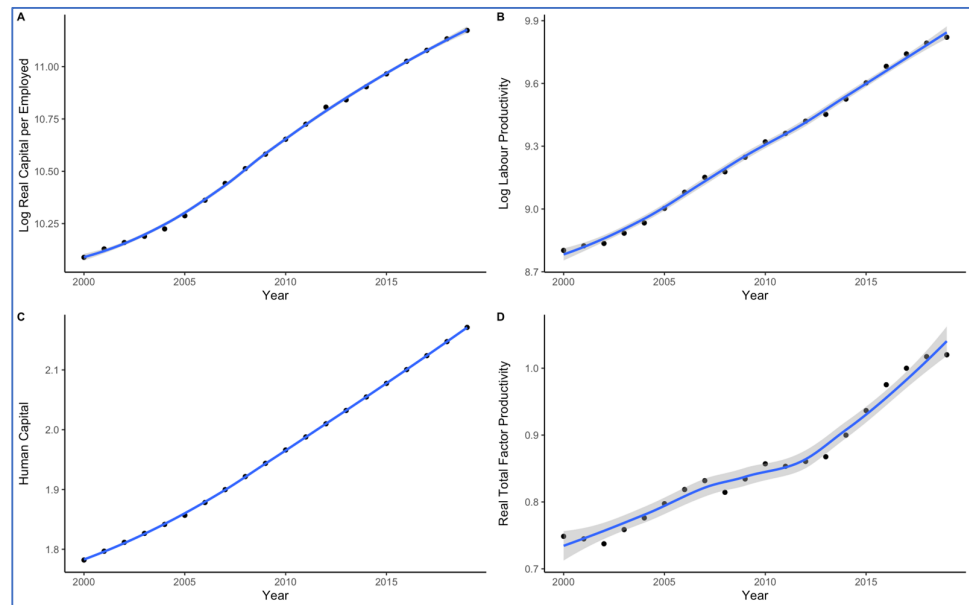 A
Log Real Capital per Employed
11.00
10.75
10.50
10.25
2000
2005
2010
2015
Year
B
Log Labour Productivity
9.9
9.6
9.3
9.0
8.7
2000
2005
2010
2015
Year
C
Human Capital
2.1
2.0
1.9
1.8
2000
2005
2010
2015
Year
D
Real Total Factor Productivity
1.0
0.9
0.8
0.7
2000
2005
2010
2015
Year